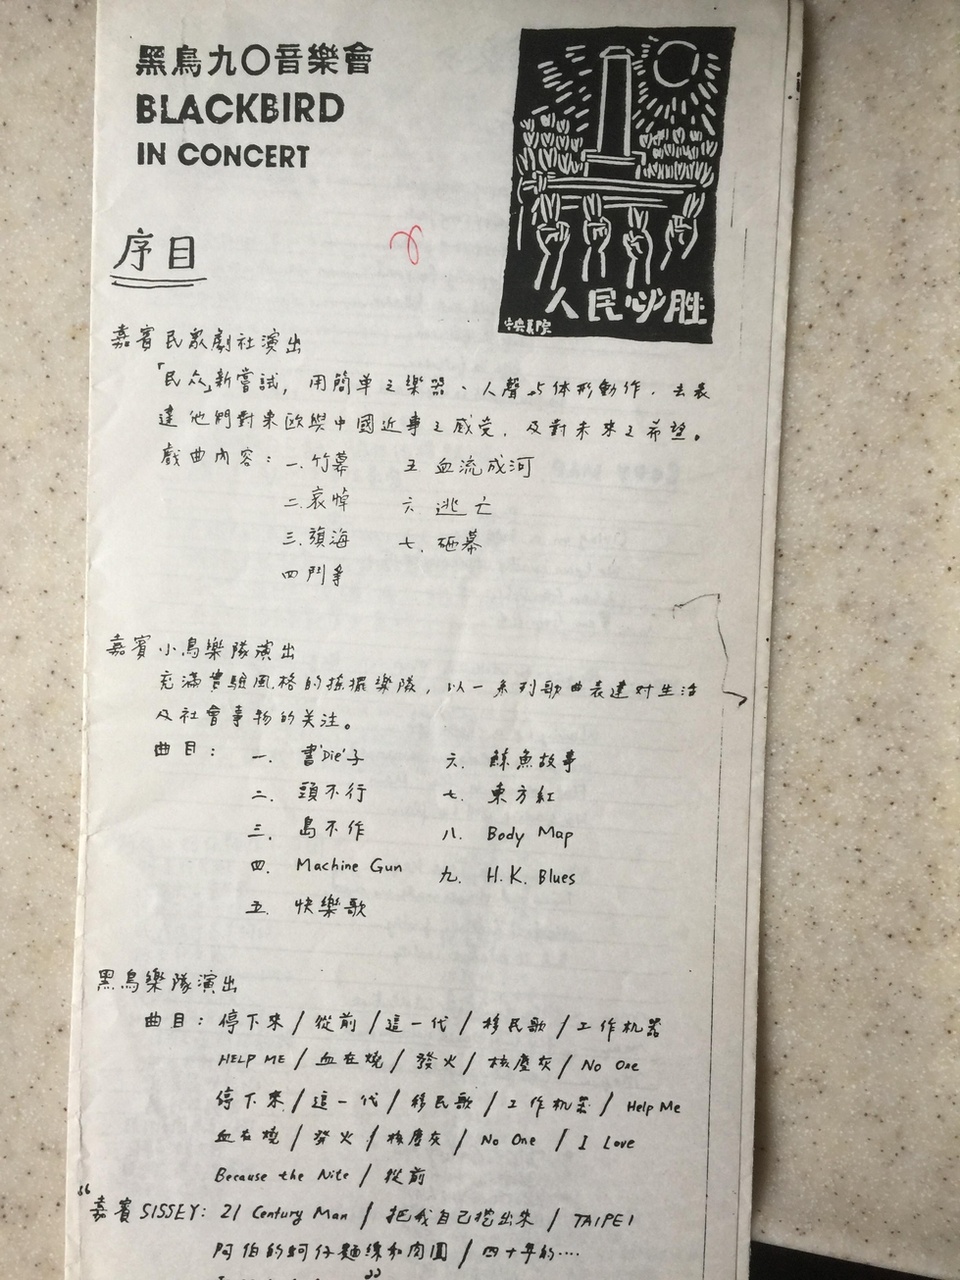 黑鳥九〇音樂會
BLACKBIRD
IN CONCERT
人民必胜
中央美院
序目
嘉賓民眾劇社演出
「民众」新嘗試，用簡单之樂器、人聲与体形動作，去表
達他們對東欧與中國近事之感受，及對未來之希望。
戲曲內容：一.竹幕 五 血流成河
二.哀悼 六 逃亡
三.頭海 七.砸幕
四 鬥爭
嘉賓小鳥樂隊演出
充滿實驗風格的搖擺樂隊，以一系列歌曲表達对生活
及社會事物的关注。
曲目： 一. 書'Die'子 六. 鯨魚故事
二. 頭不行 七. 東方紅
三. 島不作 八. Body Map
四. Machine Gun 九. H.K. Blues
五. 快樂歌
黑鳥樂隊演出
曲目：停下來/從前/這一代/移民歌/工作机器
HELP ME/血在燒/發火/核塵灰/No One
停下來/這一代/移民歌/工作机器/Help Me
血在燒/發火/核塵灰/No One/I Love
Because the Nite/從前
"嘉賓SISSEY: 21 Century Man/把我自己挖出來/TAIPEI
阿伯的蚵仔麵線和肉圓/四十年的....
"